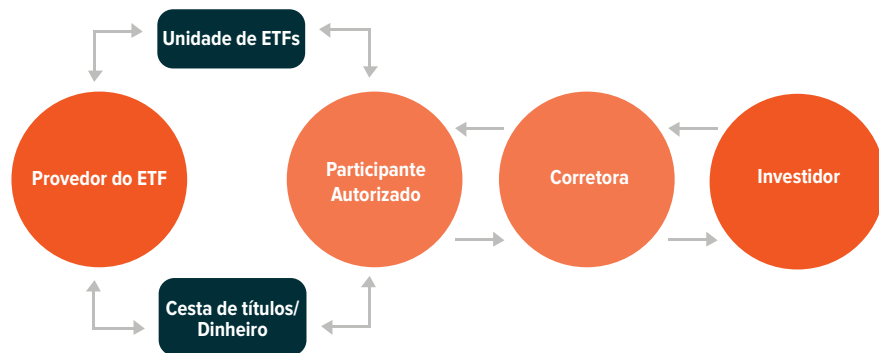 Unidade de ETFs
Provedor do ETF
Participante
Autorizado
Corretora
Investidor
Cesta de títulos/
Dinheiro